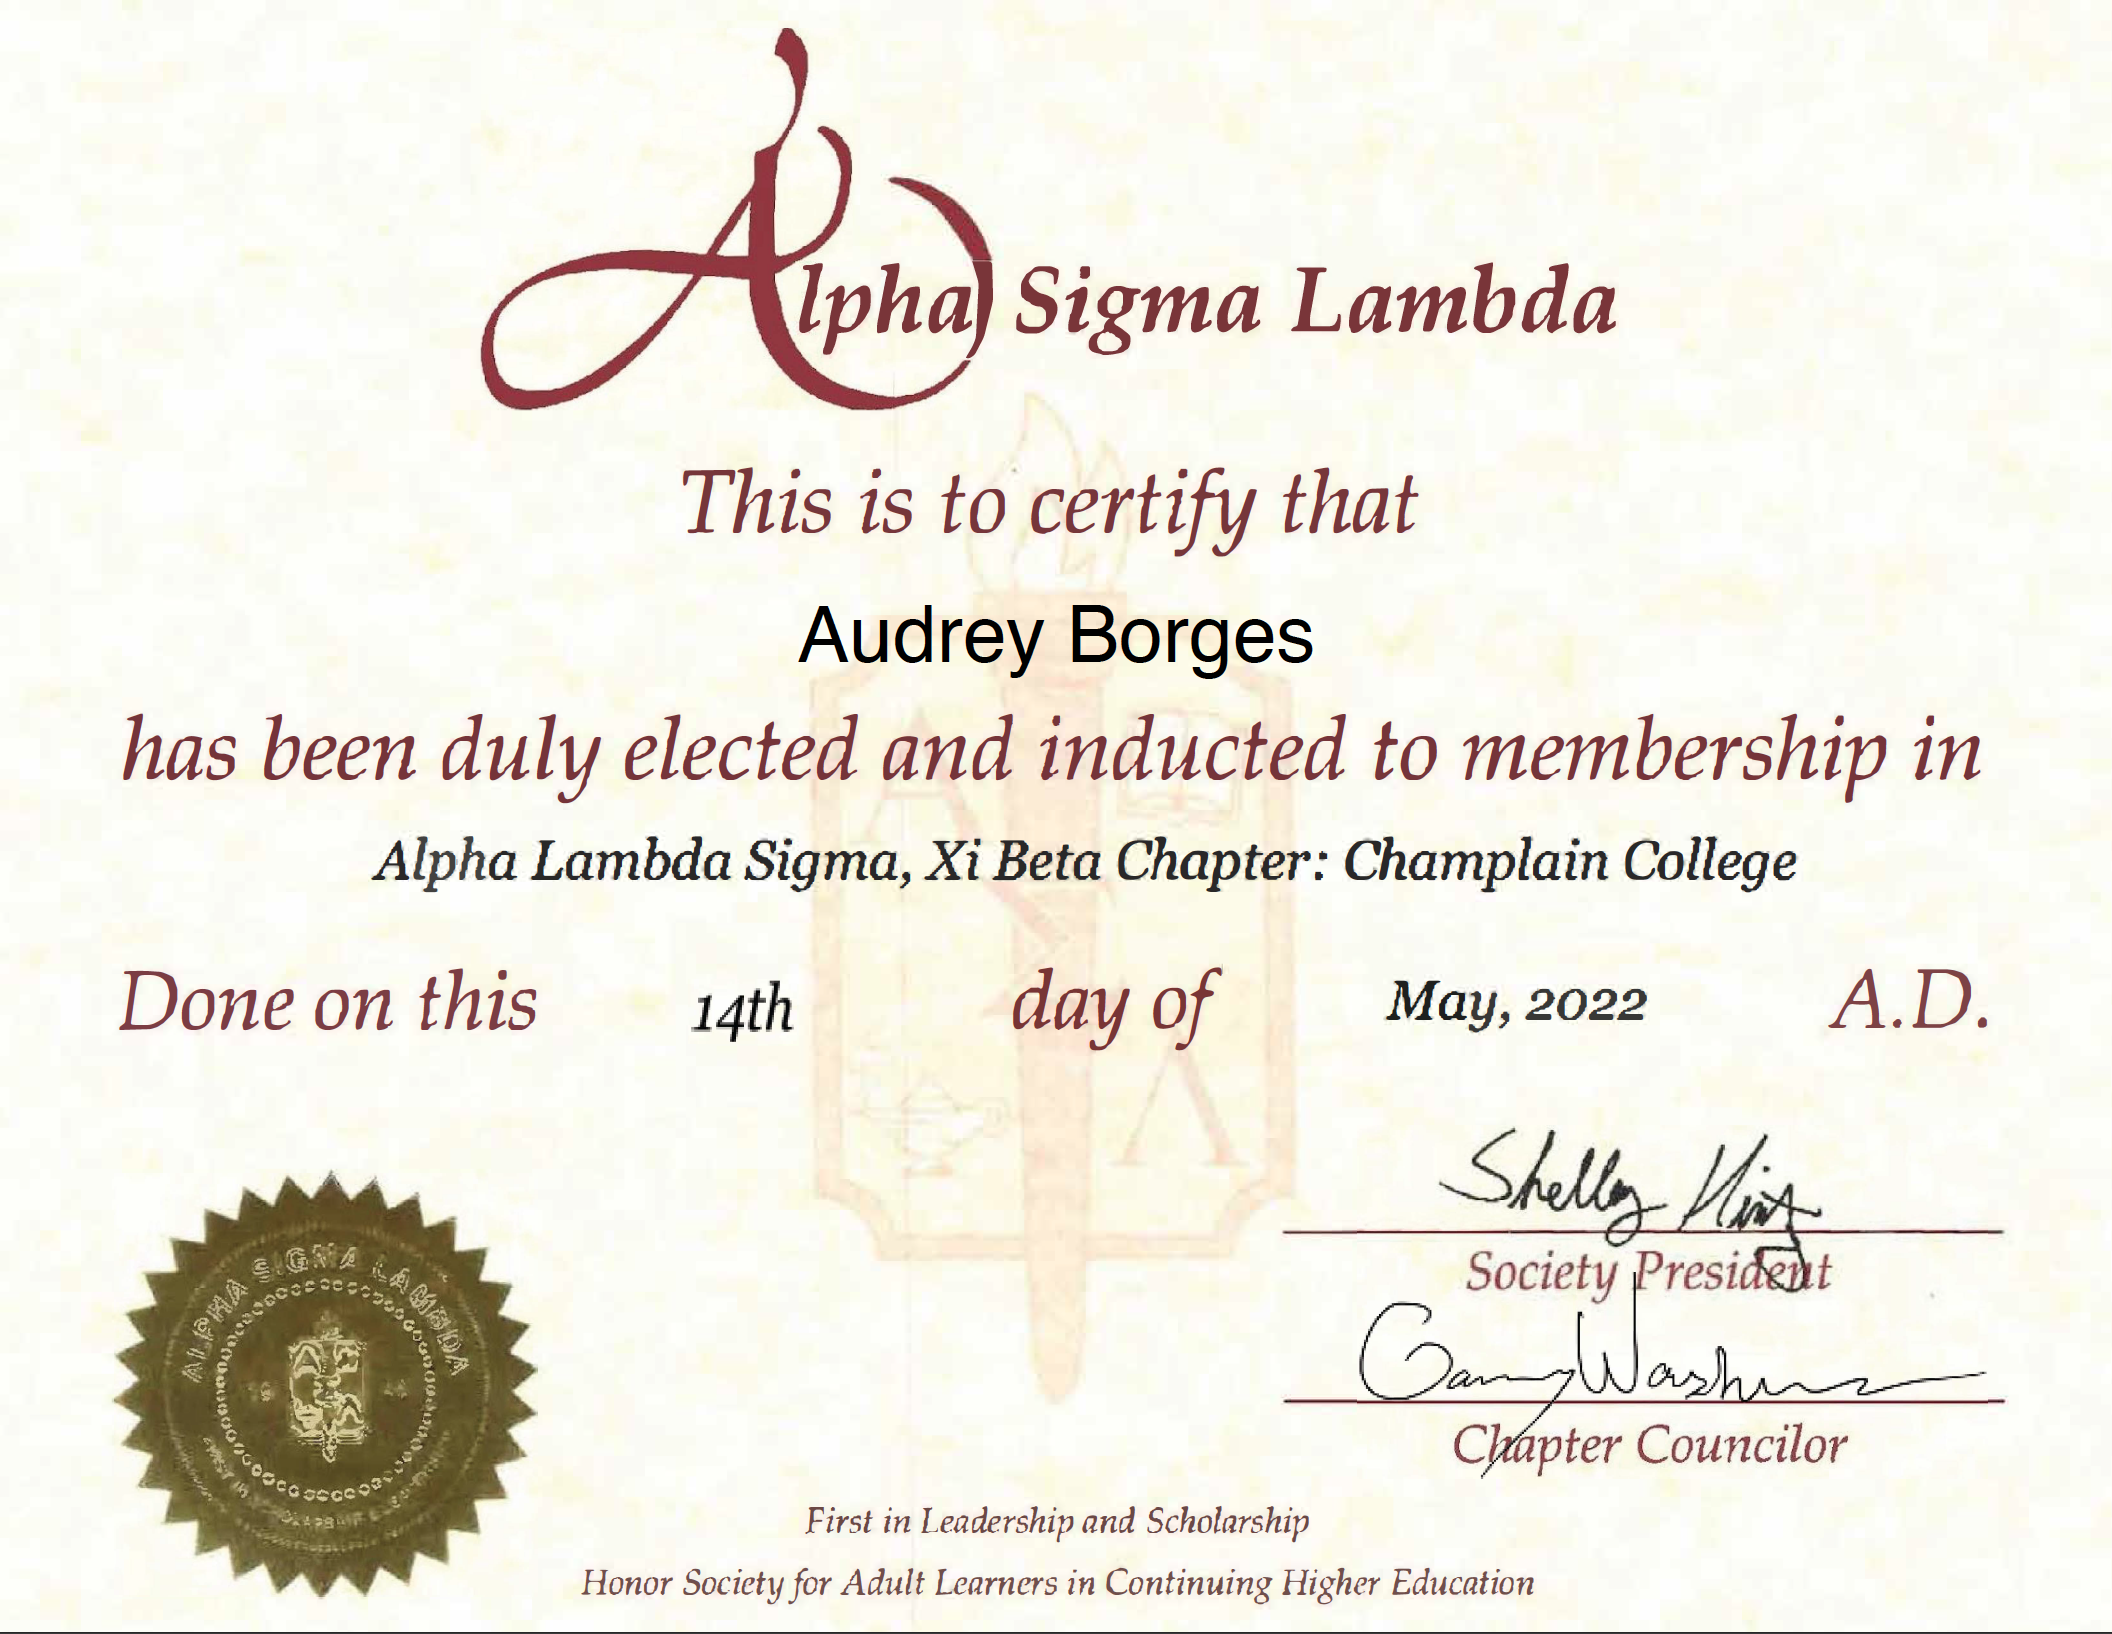 Alpha Sigma Lambda
This is to certify that
Audrey Borges
has been duly elected and inducted to membership in
Alpha Lambda Sigma, Xi Beta Chapter: Champlain College
Done on this 14th day of May, 2022 A.D.
Shelley
Society President
Gary
Chapter Councilor
ALPHA SIGMA LAMBDA
First in Leadership and Scholarship
Honor Society for Adult Learners in Continuing Higher Education